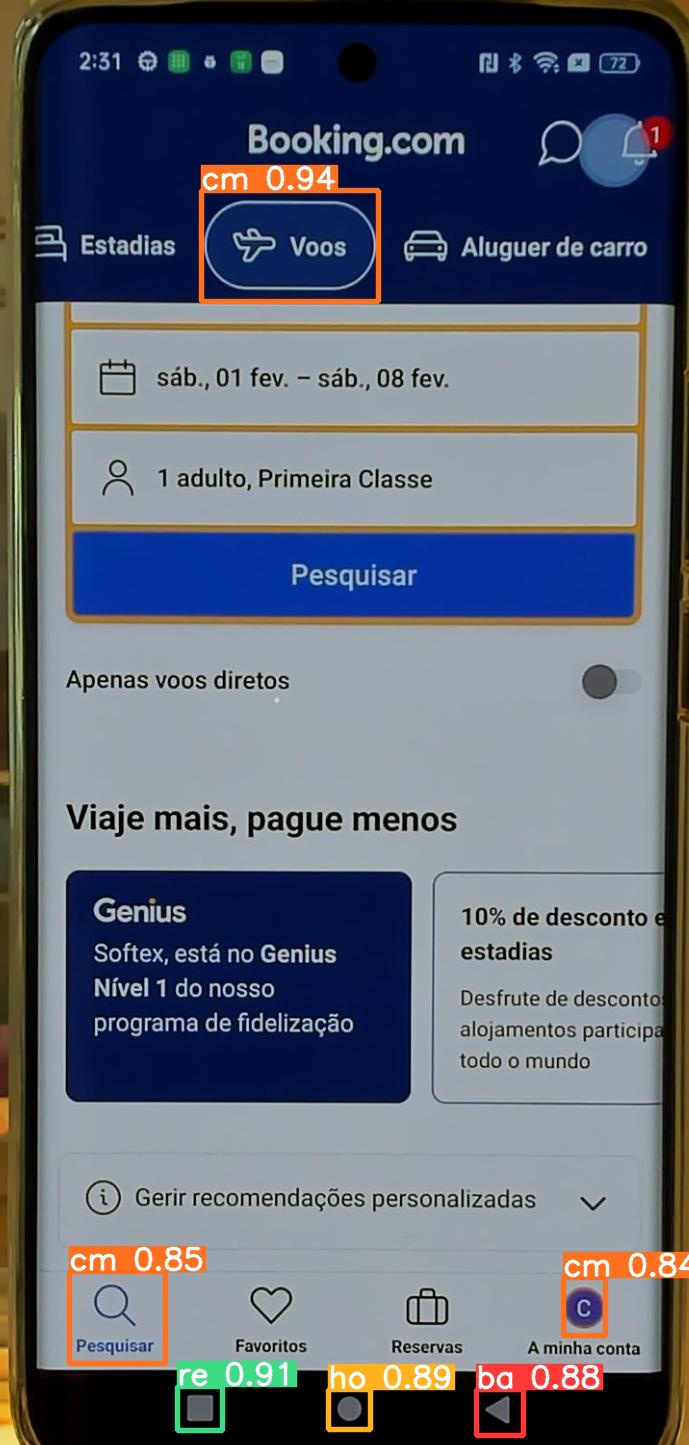 2:31
72
Booking.com
1
cm 0.94
Estadias
Voos
Aluguer de carro
sáb., 01 fev. – sáb., 08 fev.
1 adulto, Primeira Classe
Pesquisar
Apenas voos diretos
Viaje mais, pague menos
Genius
Softex, está no Genius
Nível 1 do nosso
programa de fidelização
10% de desconto e
estadias
Desfrute de desconto
alojamentos participa
todo o mundo
Gerir recomendações personalizadas
cm 0.85
cm 0.84
C
Pesquisar
Favoritos
Reservas
A minha conta
re 0.91
ho 0.89
ba 0.88